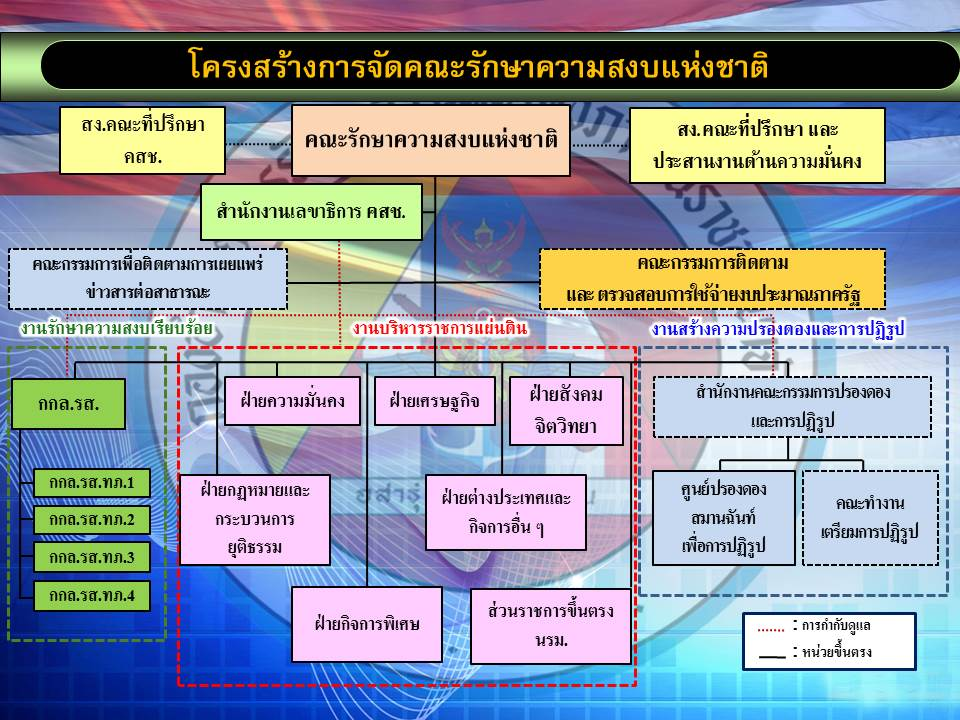 โครงสร้างการจัดคณะรักษาความสงบแห่งชาติ
สง.คณะที่ปรึกษา
คสช.
คณะรักษาความสงบแห่งชาติ
สง.คณะที่ปรึกษา และ
ประสานงานด้านความมั่นคง
สำนักงานเลขาธิการ คสช.
คณะกรรมการเพื่อติดตามการเผยแพร่
ข่าวสารต่อสาธารณะ
คณะกรรมการติดตาม
และ ตรวจสอบการใช้จ่ายงบประมาณภาครัฐ
งานรักษาความสงบเรียบร้อย
งานบริหารราชการแผ่นดิน
งานสร้างความปรองดองและการปฏิรูป
กกล.รส.
กกล.รส.ทภ.1
กกล.รส.ทภ.2
กกล.รส.ทภ.3
กกล.รส.ทภ.4
ฝ่ายความมั่นคง
ฝ่ายเศรษฐกิจ
ฝ่ายสังคม
จิตวิทยา
ฝ่ายกฎหมายและ
กระบวนการ
ยุติธรรม
ฝ่ายต่างประเทศและ
กิจการอื่น ๆ
ฝ่ายกิจการพิเศษ
ส่วนราชการขึ้นตรง
นรม.
สำนักงานคณะกรรมการปรองดอง
และการปฏิรูป
ศูนย์ปรองดอง
สมานฉันท์
เพื่อการปฏิรูป
คณะทำงาน
เตรียมการปฏิรูป
: การกำกับดูแล
: หน่วยขึ้นตรง